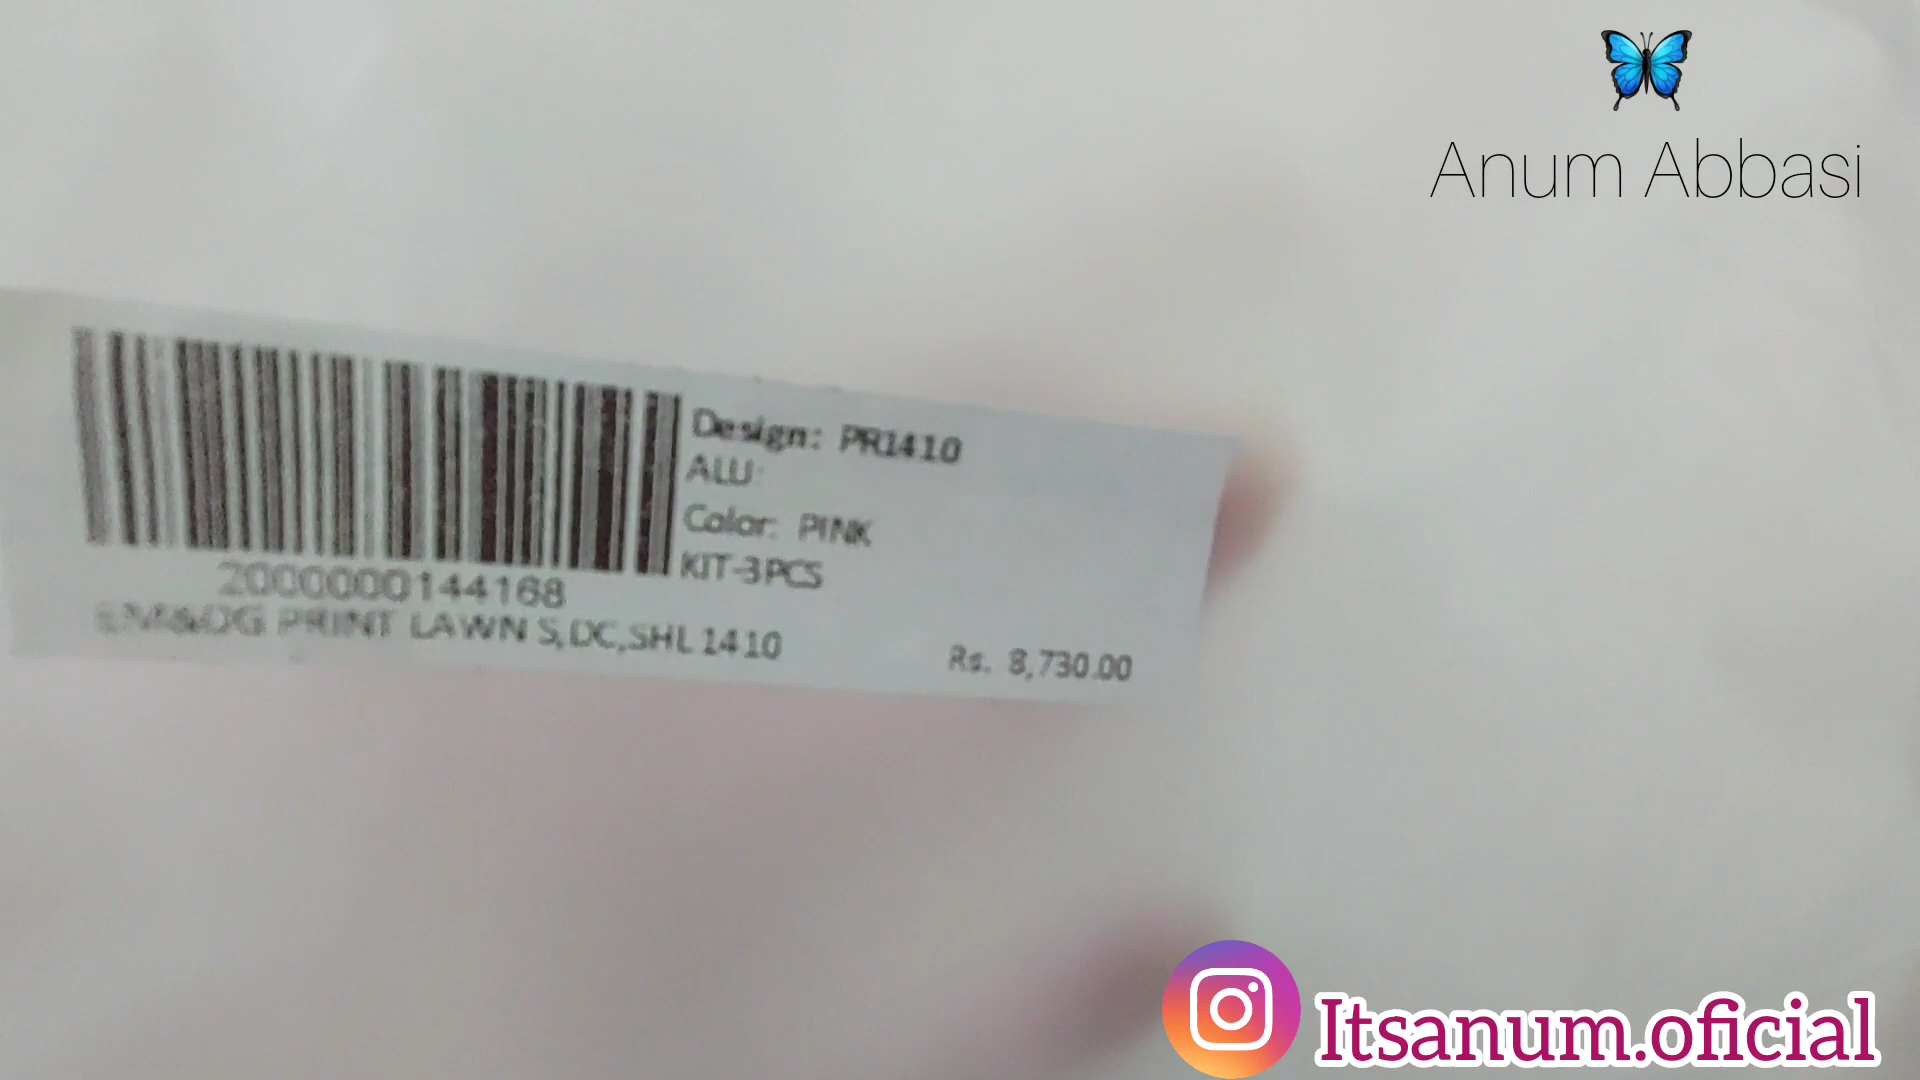 Anum Abbasi
Design: PR1410
ALU:
Color: PINK
KIT-3PCS
2000000144168
EM&DG PRINT LAWN S,DC,SHL 1410
Rs. 8,730.00
Itsanum.oficial